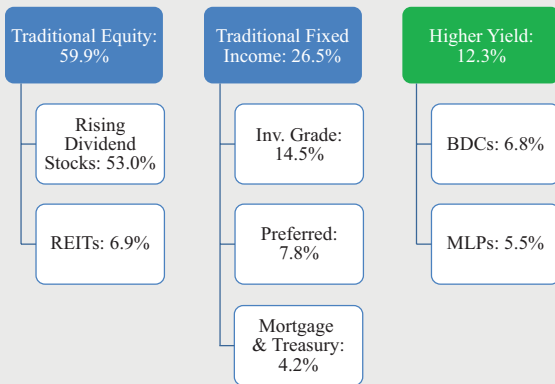 Traditional Equity:
59.9%
Rising
Dividend
Stocks: 53.0%
REITs: 6.9%
Traditional Fixed
Income: 26.5%
Inv. Grade:
14.5%
Preferred:
7.8%
Mortgage
& Treasury:
4.2%
Higher Yield:
12.3%
BDCs: 6.8%
MLPs: 5.5%